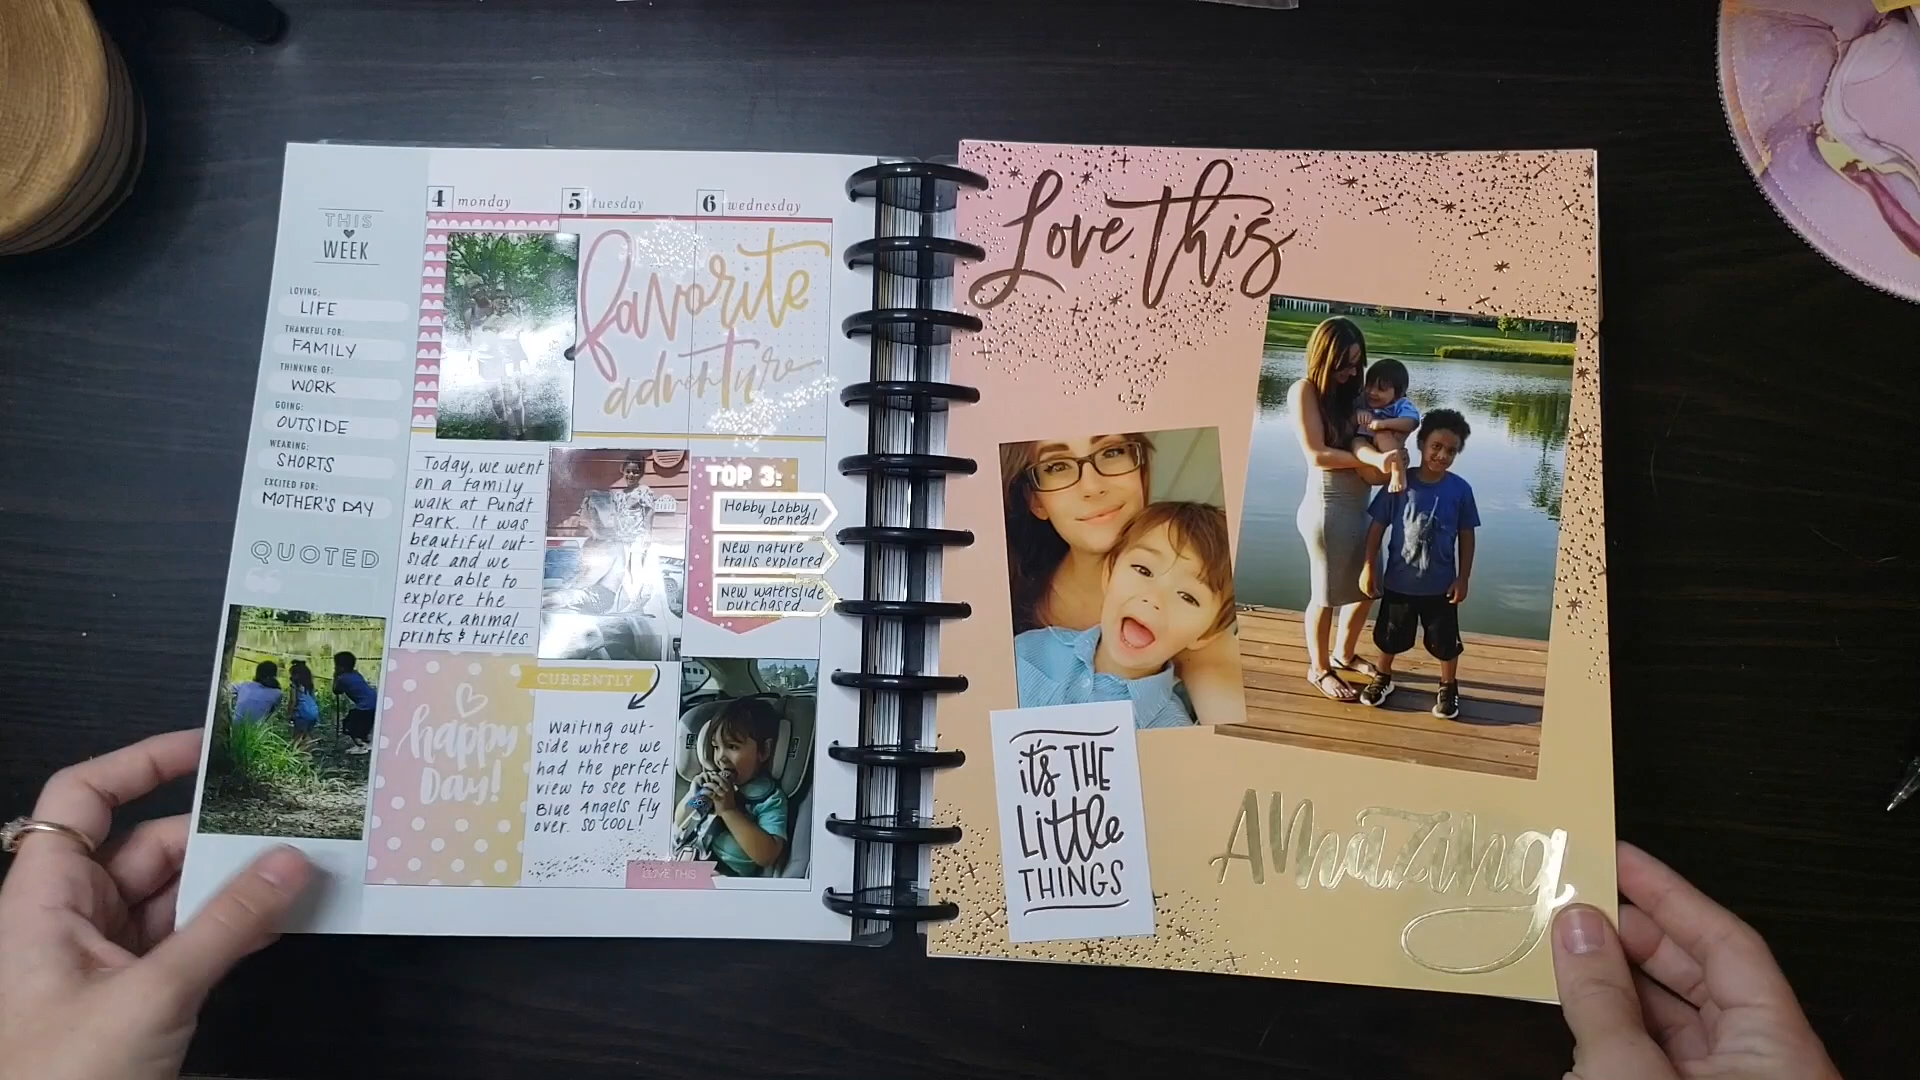 THIS
WEEK
LOVING:
LIFE
THANKFUL FOR:
FAMILY
THINKING OF:
WORK
GOING:
OUTSIDE
WEARING:
SHORTS
EXCITED FOR:
MOTHER'S DAY
QUOTED
4 monday
5 tuesday
6 wednesday
favorite
adventure
Today, we went
on a family
walk at Pundt
Park. It was
beautiful out-
side and we
were able to
explore the
creek, animal
prints & turtles
TOP 3:
Hobby Lobby
opened!
New nature
trails explored
New waterslide
purchased
happy
DAY!
CURRENTLY
Waiting out-
side where we
had the perfect
view to see the
Blue Angels fly
over. SO COOL!
LOVE THIS
Love this
it's THE
Little
THINGS
Amazing